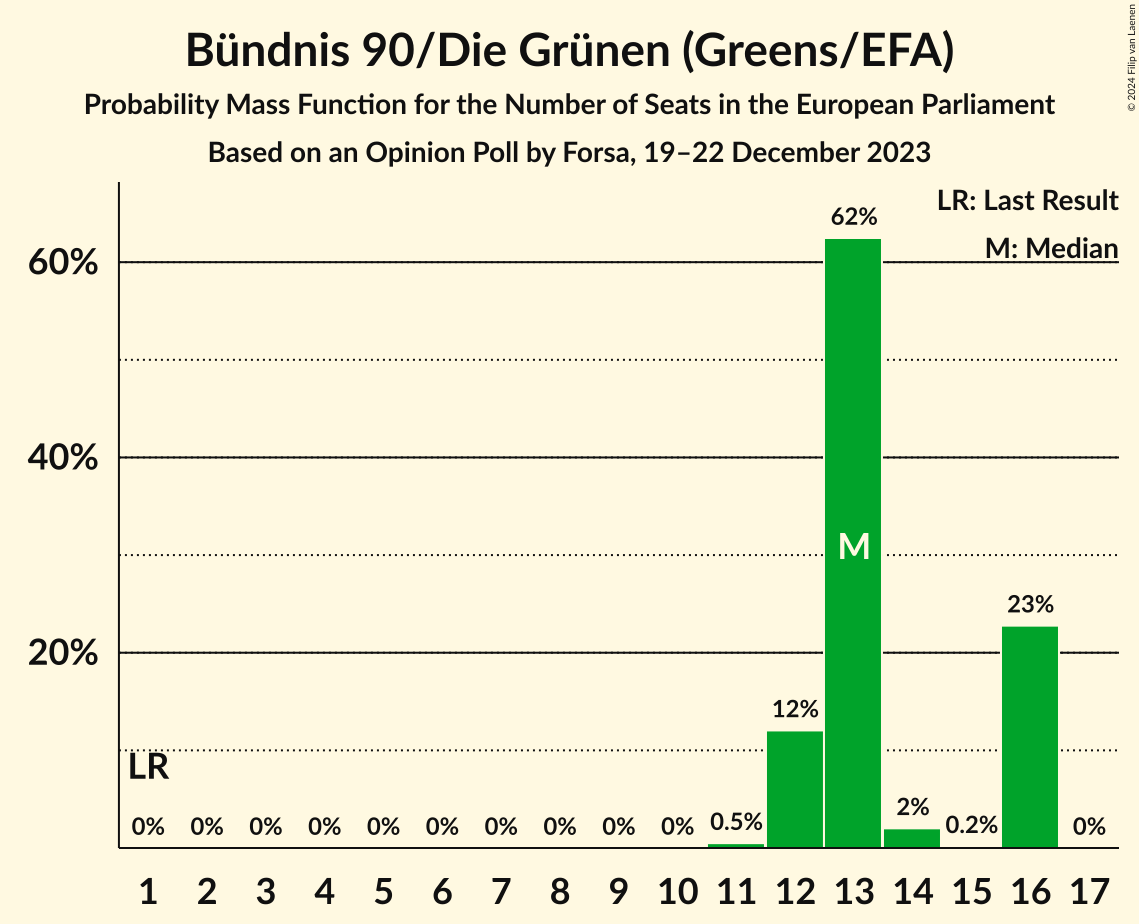 Bündnis 90/Die Grünen (Greens/EFA)
Probability Mass Function for the Number of Seats in the European Parliament
Based on an Opinion Poll by Forsa, 19–22 December 2023
© 2024 Filip van Laenen
LR: Last Result
M: Median
60%
40%
20%
62%
M
23%
12%
LR
0% 0% 0% 0% 0% 0% 0% 0% 0% 0% 0.5% 2% 0.2% 0%
1 2 3 4 5 6 7 8 9 10 11 12 13 14 15 16 17